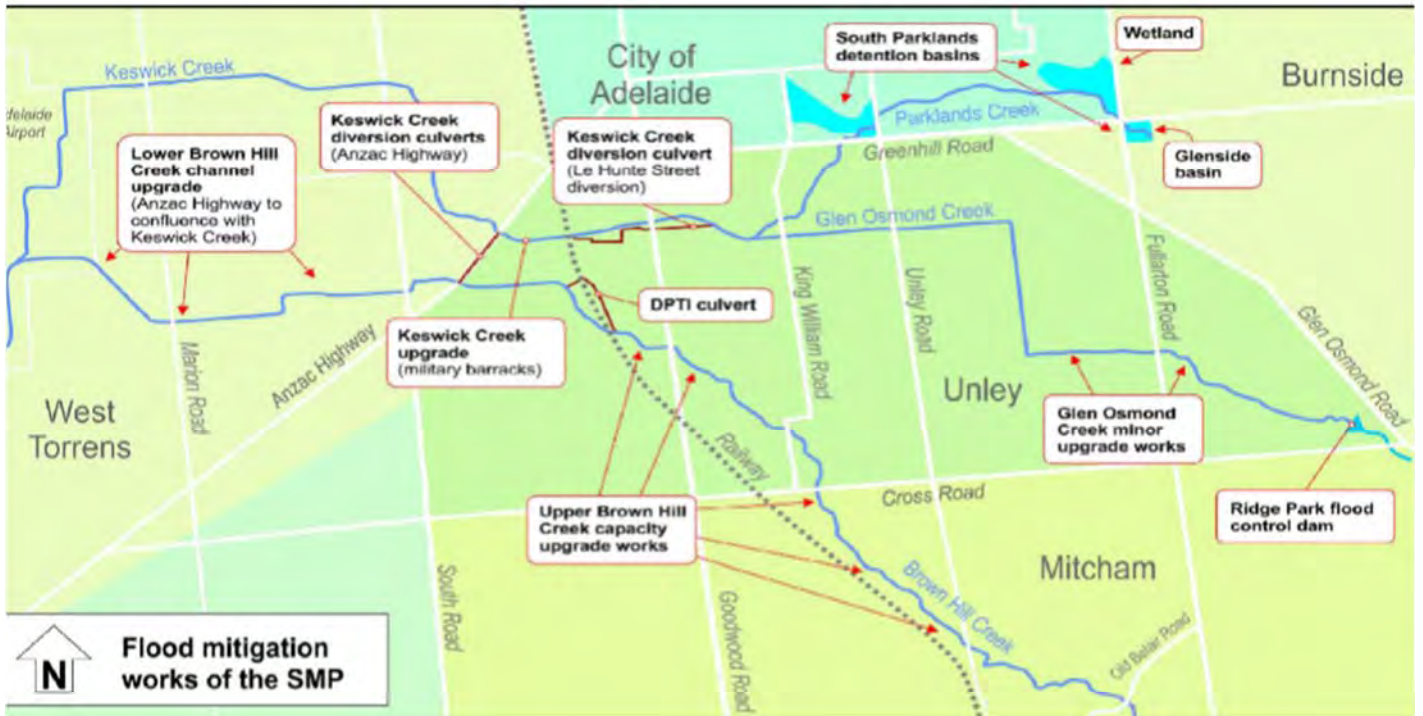 Keswick Creek
Adelaide
Airport
Keswick Creek
diversion culverts
(Anzac Highway)
Lower Brown Hill
Creek channel
upgrade
(Anzac Highway to
confluence with
Keswick Creek)
City of
Adelaide
Keswick Creek
diversion culvert
(Le Hunte Street
diversion)
South Parklands
detention basins
Wetland
Burnside
Parklands Creek
Greenhill Road
Glenside
basin
Glen Osmond Creek
DPTI culvert
Keswick Creek
upgrade
(military barracks)
Anzac Highway
Marion Road
West
Torrens
King William Road
Unley Road
Fullarton Road
Glen Osmond Road
Unley
Glen Osmond
Creek minor
upgrade works
Railway
Cross Road
Upper Brown Hill
Creek capacity
upgrade works
Ridge Park flood
control dam
Mitcham
South Road
Goodwood Road
Brown Hill Creek
Old Belair Road
N
Flood mitigation
works of the SMP